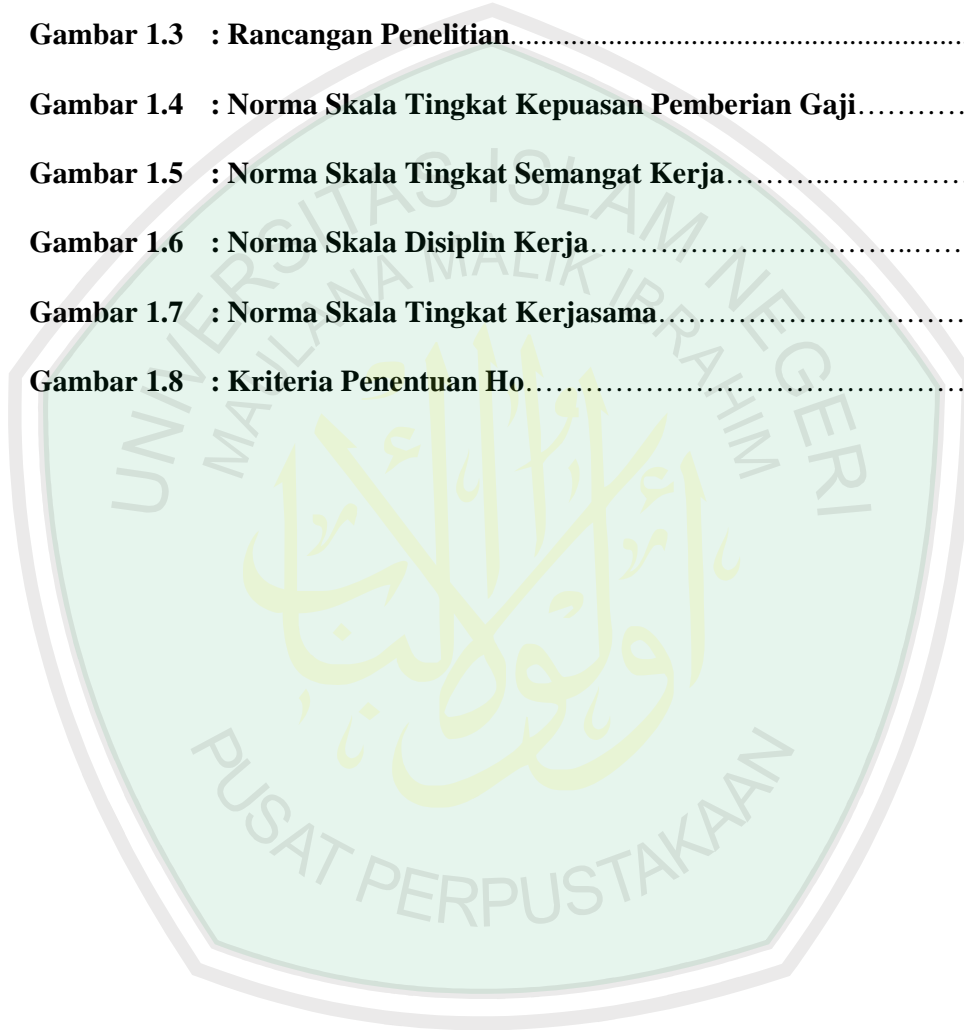 Gambar 1.3 : Rancangan Penelitian..............................................................................
Gambar 1.4 : Norma Skala Tingkat Kepuasan Pemberian Gaji…………
Gambar 1.5 : Norma Skala Tingkat Semangat Kerja………..……………
Gambar 1.6 : Norma Skala Disiplin Kerja……………….…………..……
Gambar 1.7 : Norma Skala Tingkat Kerjasama…..………………..………
Gambar 1.8 : Kriteria Penentuan Ho……………………………………
UNIVERSITAS ISLAM NEGERI
MAULANA MALIK IBRAHIM
PUSAT PERPUSTAKAAN